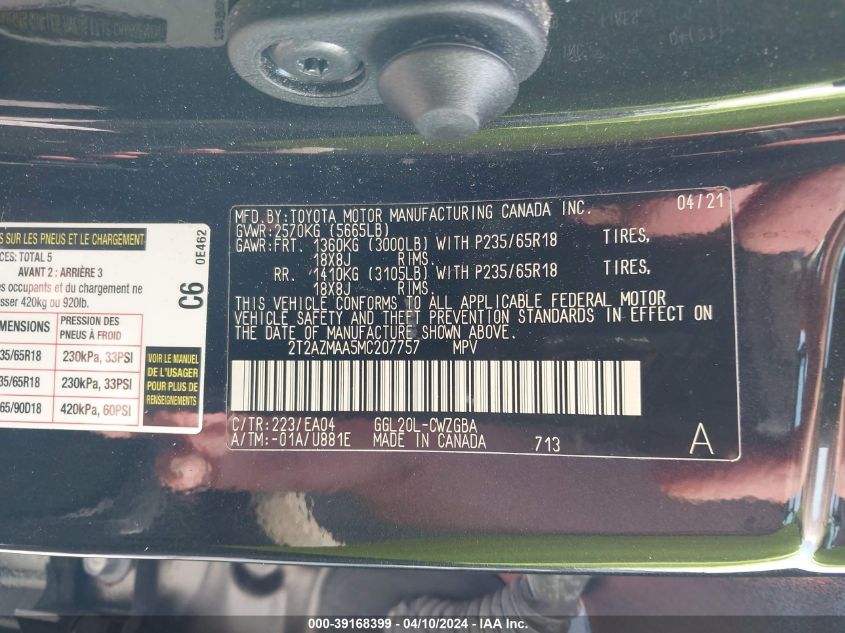 TIRES
INC.
04/21
S SUR LES PNEUS ET LE CHARGEMENT
CES: TOTAL 5
AVANT 2 : ARRIÈRE 3
es occupants et du chargement ne
sser 420kg ou 920lb.
MENSIONS PRESSION DES PNEUS À FROID
35/65R18 230kPa, 33PSI
35/65R18 230kPa, 33PSI
65/90D18 420kPa, 60PSI
VOIR LE MANUEL
DE L'USAGER
POUR PLUS DE
RENSEIGNEMENTS
C6
0E462
MFD.BY:TOYOTA MOTOR MANUFACTURING CANADA INC. 04/21
GVWR:2570KG (5665LB)
GAWR:FRT. 1360KG (3000LB) WITH P235/65R18 TIRES,
18X8J RIMS.
RR. 1410KG (3105LB) WITH P235/65R18 TIRES,
18X8J RIMS.
THIS VEHICLE CONFORMS TO ALL APPLICABLE FEDERAL MOTOR
VEHICLE SAFETY AND THEFT PREVENTION STANDARDS IN EFFECT ON
THE DATE OF MANUFACTURE SHOWN ABOVE.
2T2AZMAA5MC207757 MPV
C/TR:223/EA04 GGL20L-CWZGBA
A/TM:-01A/U881E MADE IN CANADA 713 A
000-39168399 - 04/10/2024 - IAA Inc.